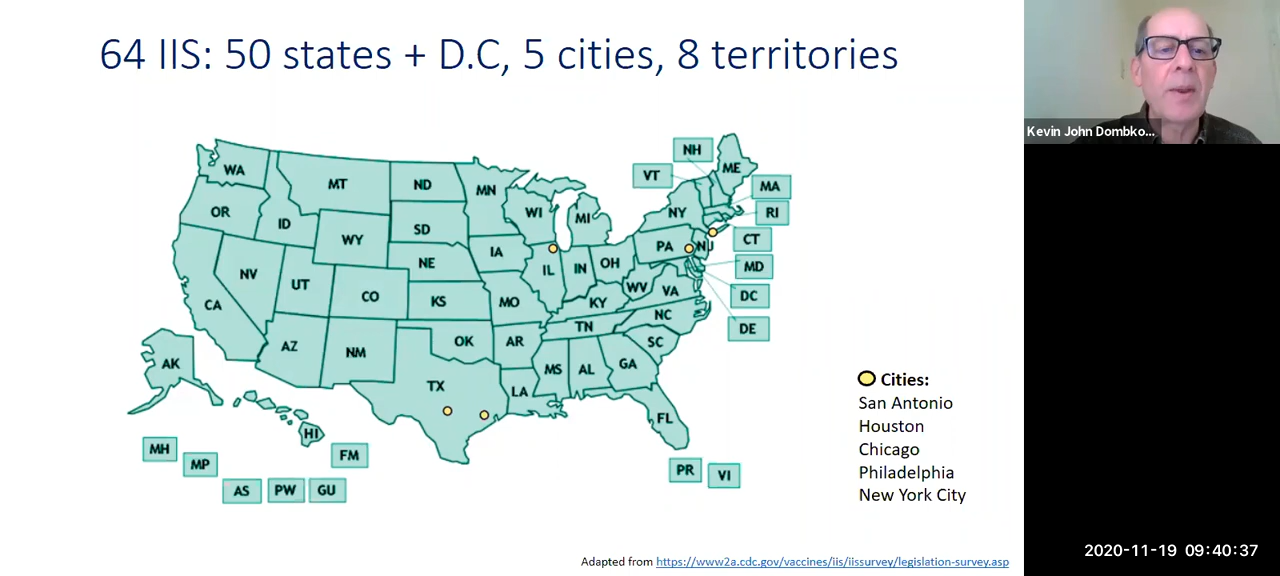 64 IIS: 50 states + D.C, 5 cities, 8 territories
Kevin John Dombko...
NH
ME
VT
MA
WA
MT
ND
MN
RI
OR
ID
SD
WI
MI
NY
WY
CT
IA
PA
NJ
NV
NE
IL
IN
OH
MD
UT
CO
WV
VA
DC
CA
KS
MO
KY
NC
TN
DE
AZ
NM
OK
AR
SC
AK
MS
AL
GA
TX
LA
FL
HI
MH
MP
FM
AS
PW
GU
PR
VI
Cities:
San Antonio
Houston
Chicago
Philadelphia
New York City
2020-11-19 09:40:37
Adapted from https://www2a.cdc.gov/vaccines/iis/iissurvey/legislation-survey.asp